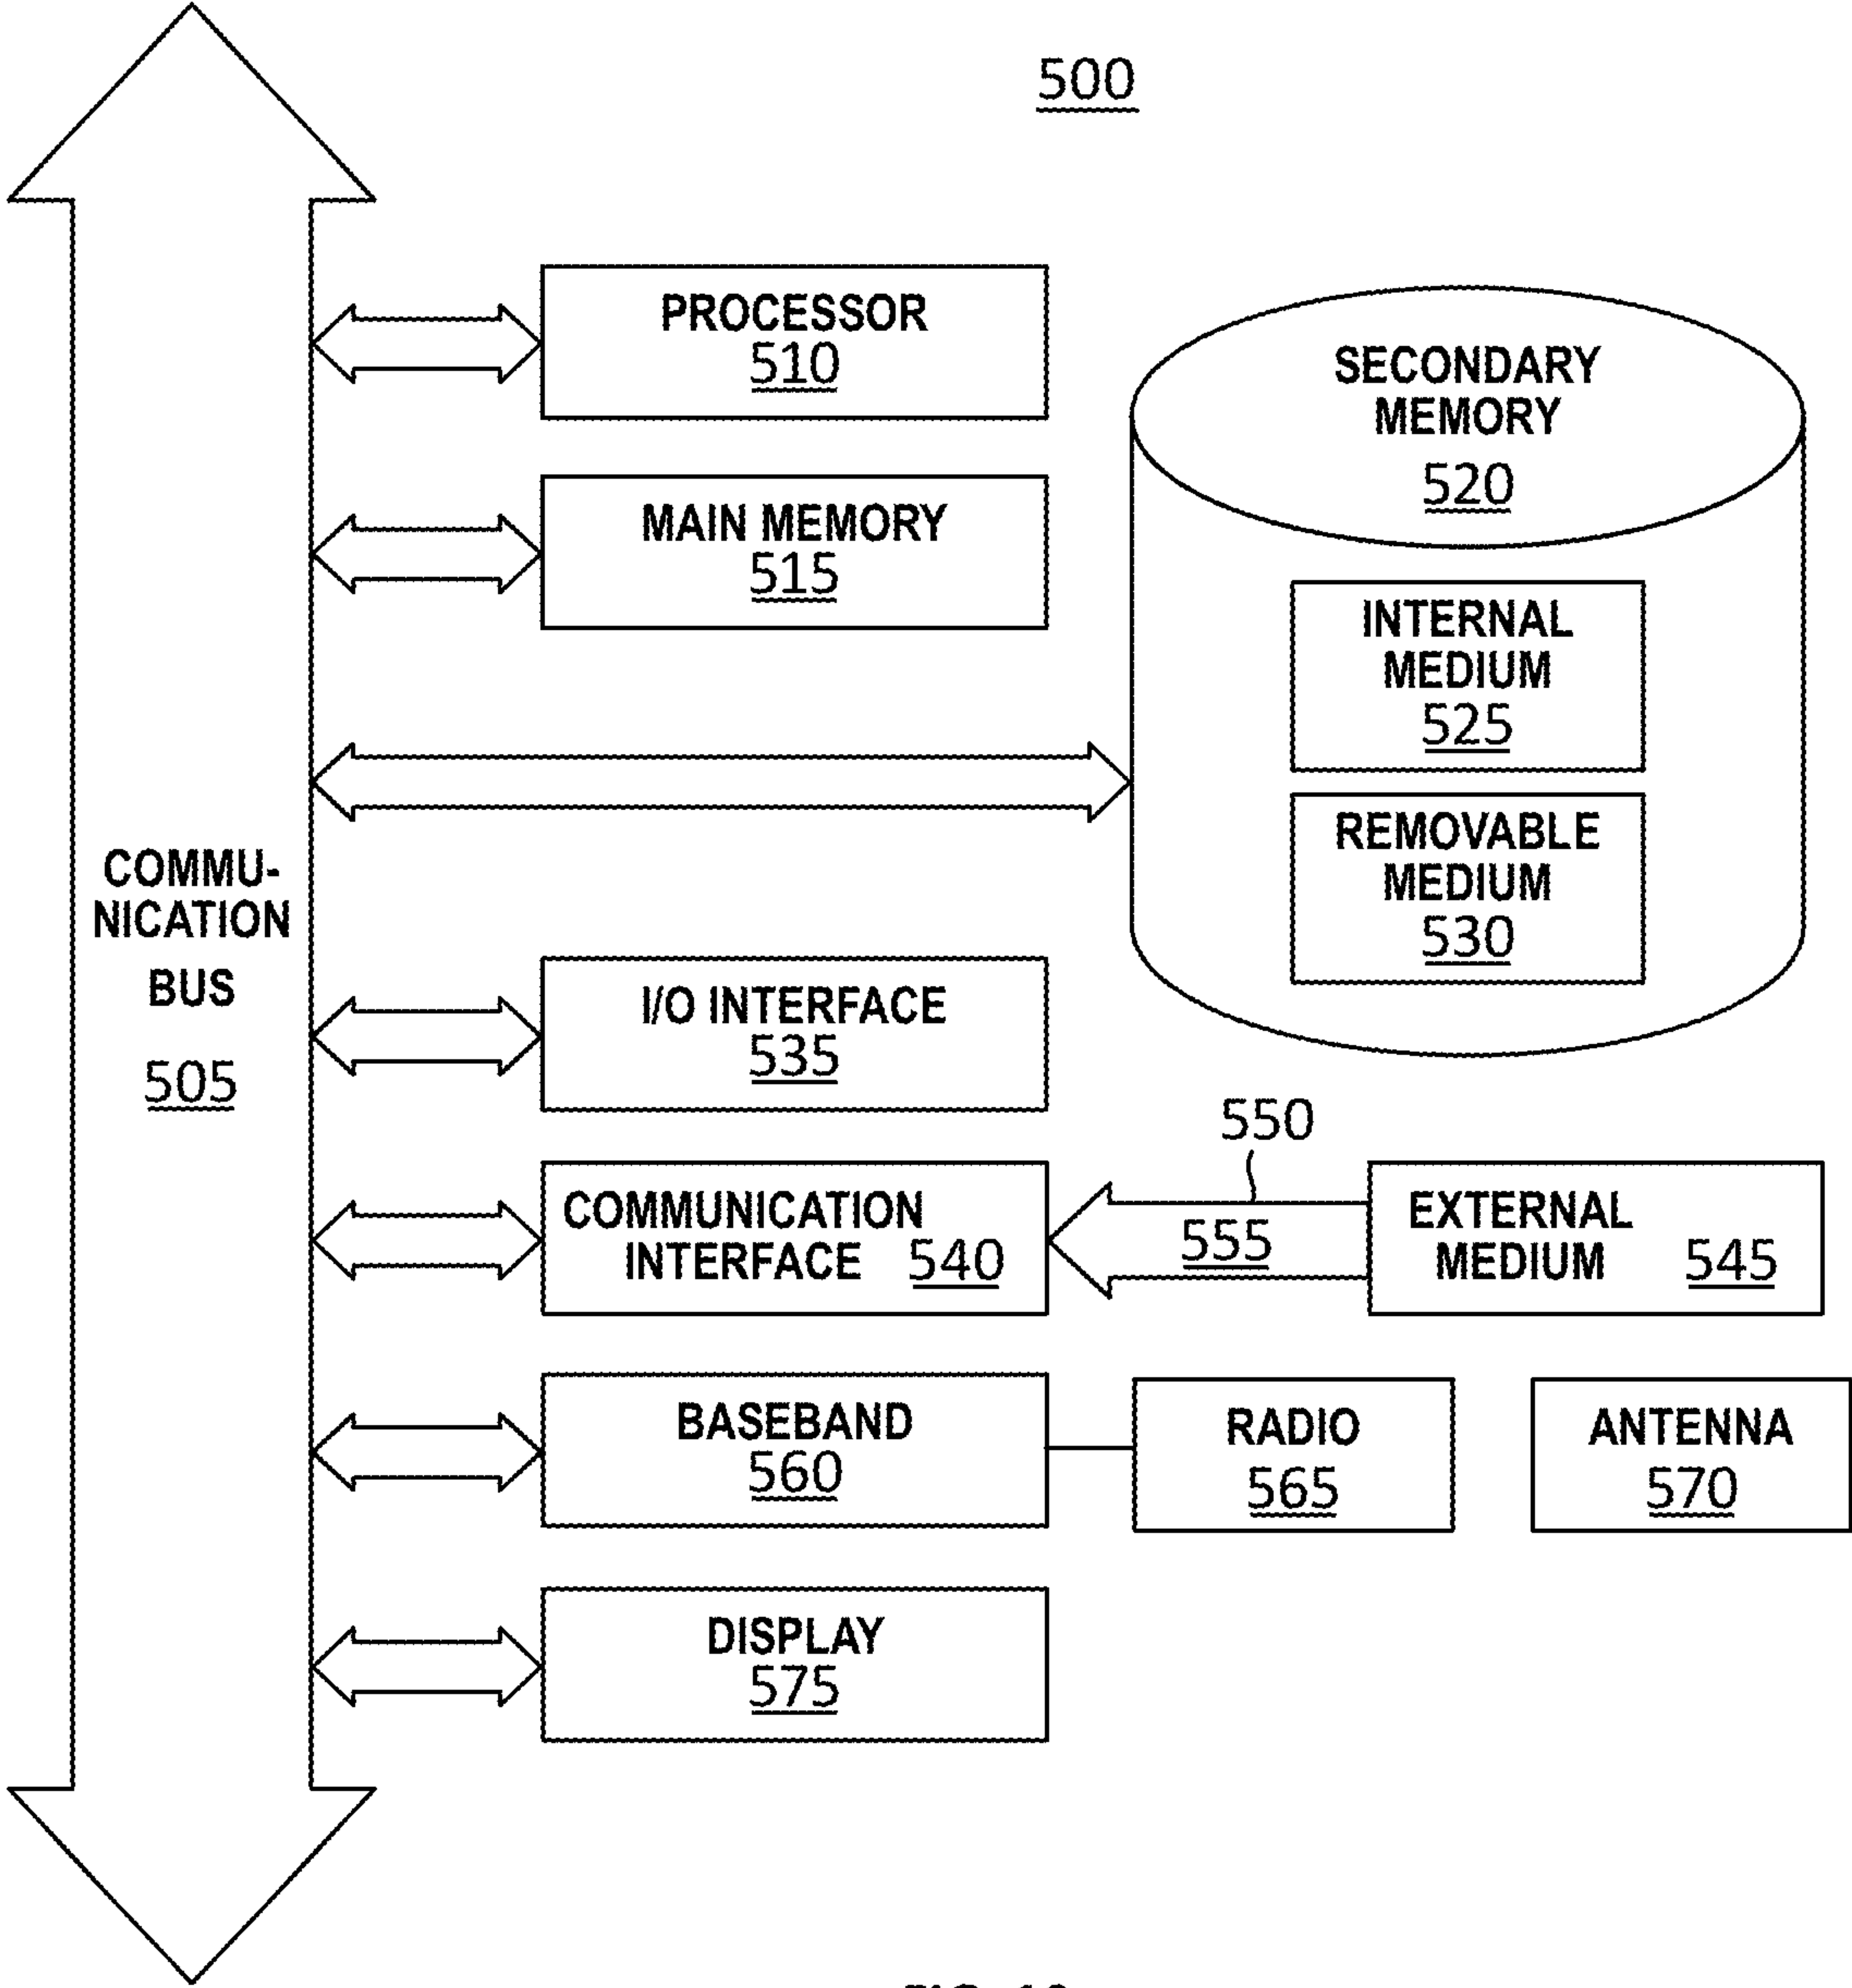 500
PROCESSOR
510
SECONDARY
MEMORY
520
MAIN MEMORY
515
INTERNAL
MEDIUM
525
REMOVABLE
MEDIUM
530
COMMU-
NICATION
BUS
505
I/O INTERFACE
535
550
COMMUNICATION
INTERFACE 540
555
EXTERNAL
MEDIUM 545
BASEBAND
560
RADIO
565
ANTENNA
570
DISPLAY
575